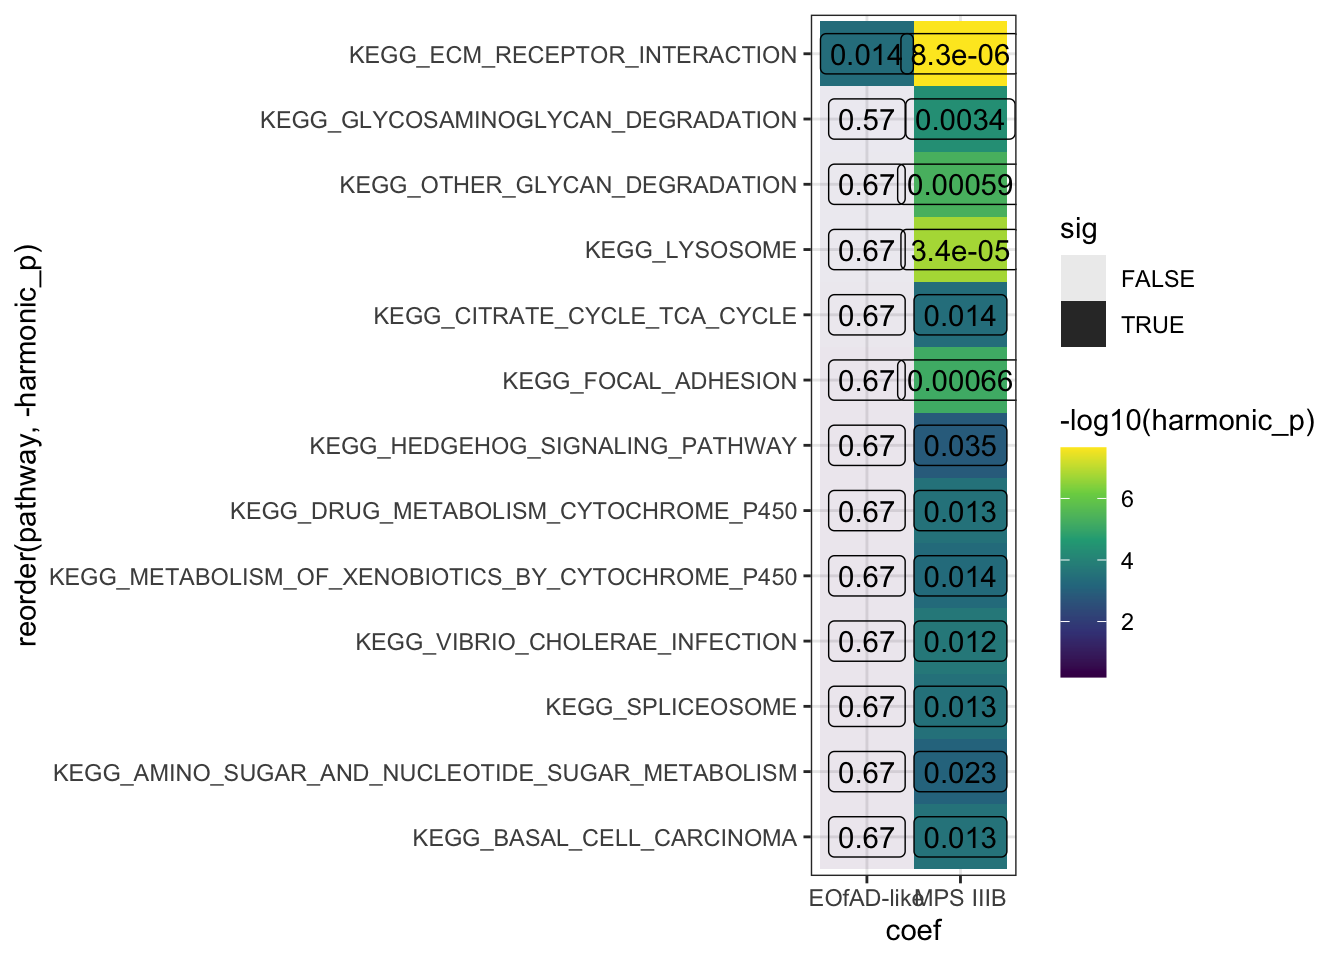 reorder(pathway, -harmonic_p)
KEGG_ECM_RECEPTOR_INTERACTION 0.014 8.3e-06
KEGG_GLYCOSAMINOGLYCAN_DEGRADATION 0.57 0.0034
KEGG_OTHER_GLYCAN_DEGRADATION 0.67 0.00059
KEGG_LYSOSOME 0.67 3.4e-05
KEGG_CITRATE_CYCLE_TCA_CYCLE 0.67 0.014
KEGG_FOCAL_ADHESION 0.67 0.00066
KEGG_HEDGEHOG_SIGNALING_PATHWAY 0.67 0.035
KEGG_DRUG_METABOLISM_CYTOCHROME_P450 0.67 0.013
KEGG_METABOLISM_OF_XENOBIOTICS_BY_CYTOCHROME_P450 0.67 0.014
KEGG_VIBRIO_CHOLERAE_INFECTION 0.67 0.012
KEGG_SPLICEOSOME 0.67 0.013
KEGG_AMINO_SUGAR_AND_NUCLEOTIDE_SUGAR_METABOLISM 0.67 0.023
KEGG_BASAL_CELL_CARCINOMA 0.67 0.013
EOfAD-like MPS IIIB
coef
sig
FALSE
TRUE
-log10(harmonic_p)
6
4
2